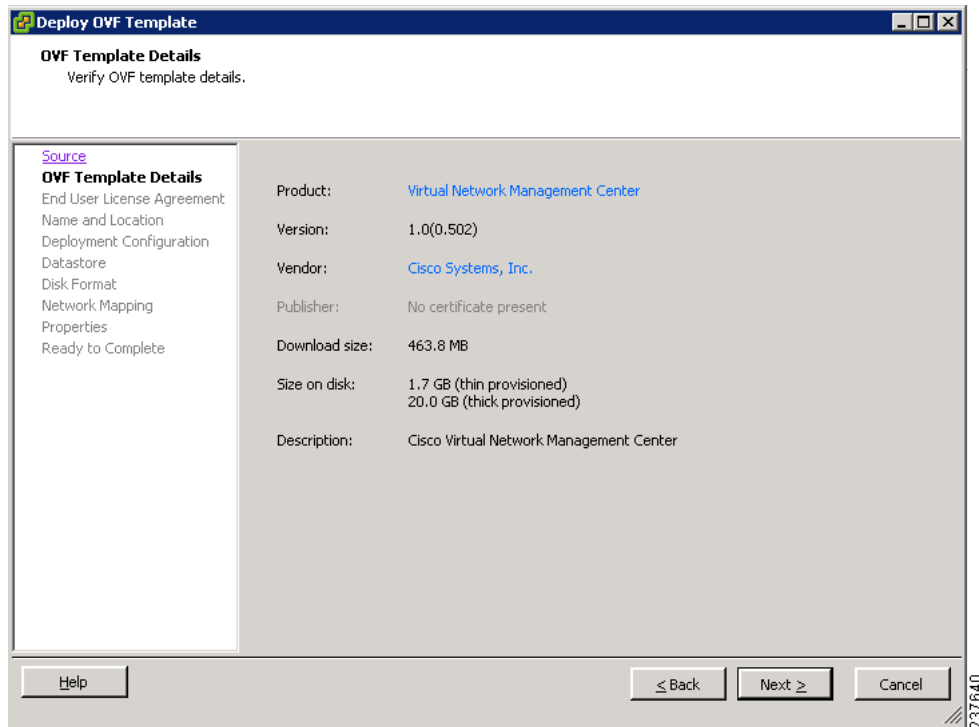 Deploy OVF Template
OVF Template Details
Verify OVF template details.
Source
OVF Template Details
End User License Agreement
Name and Location
Deployment Configuration
Datastore
Disk Format
Network Mapping
Properties
Ready to Complete
Product: Virtual Network Management Center
Version: 1.0(0.502)
Vendor: Cisco Systems, Inc.
Publisher: No certificate present
Download size: 463.8 MB
Size on disk: 1.7 GB (thin provisioned)
20.0 GB (thick provisioned)
Description: Cisco Virtual Network Management Center
Help
< Back
Next >
Cancel